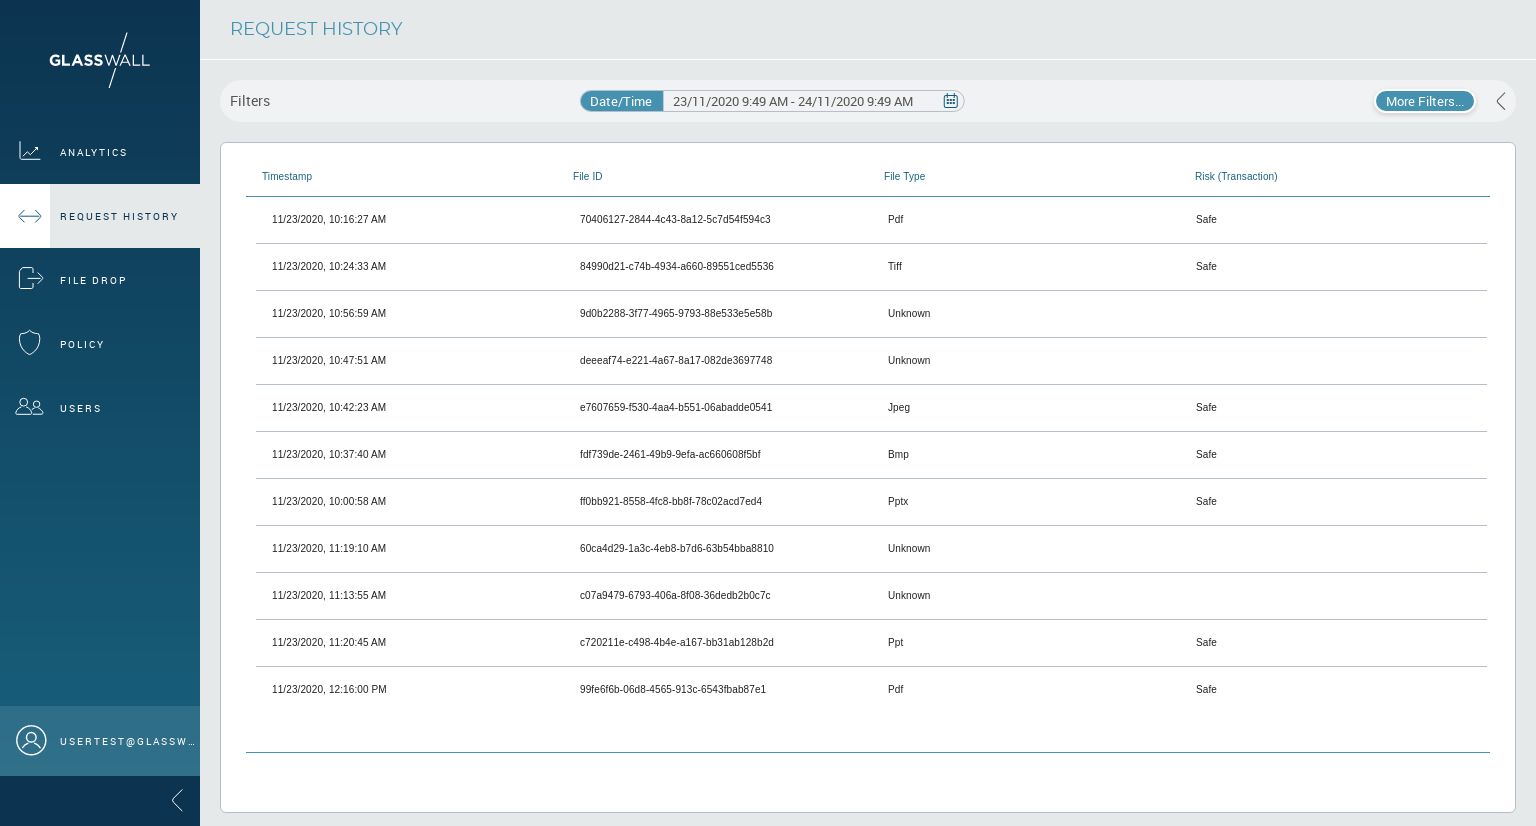 GLASSWALL
ANALYTICS
REQUEST HISTORY
FILE DROP
POLICY
USERS
USERTEST@GLASSW…
REQUEST HISTORY
Filters
Date/Time 23/11/2020 9:49 AM - 24/11/2020 9:49 AM
More Filters...
Timestamp File ID File Type Risk (Transaction)
11/23/2020, 10:16:27 AM 70406127-2844-4c43-8a12-5c7d54f594c3 Pdf Safe
11/23/2020, 10:24:33 AM 84990d21-c74b-4934-a660-89551ced5536 Tiff Safe
11/23/2020, 10:56:59 AM 9d0b2288-3f77-4965-9793-88e533e5e58b Unknown
11/23/2020, 10:47:51 AM deeeaf74-e221-4a67-8a17-082de3697748 Unknown
11/23/2020, 10:42:23 AM e7607659-f530-4aa4-b551-06abadde0541 Jpeg Safe
11/23/2020, 10:37:40 AM fdf739de-2461-49b9-9efa-ac660608f5bf Bmp Safe
11/23/2020, 10:00:58 AM ff0bb921-8558-4fc8-bb8f-78c02acd7ed4 Pptx Safe
11/23/2020, 11:19:10 AM 60ca4d29-1a3c-4eb8-b7d6-63b54bba8810 Unknown
11/23/2020, 11:13:55 AM c07a9479-6793-406a-8f08-36dedb2b0c7c Unknown
11/23/2020, 11:20:45 AM c720211e-c498-4b4e-a167-bb31ab128b2d Ppt Safe
11/23/2020, 12:16:00 PM 99fe6f6b-06d8-4565-913c-6543fbab87e1 Pdf Safe